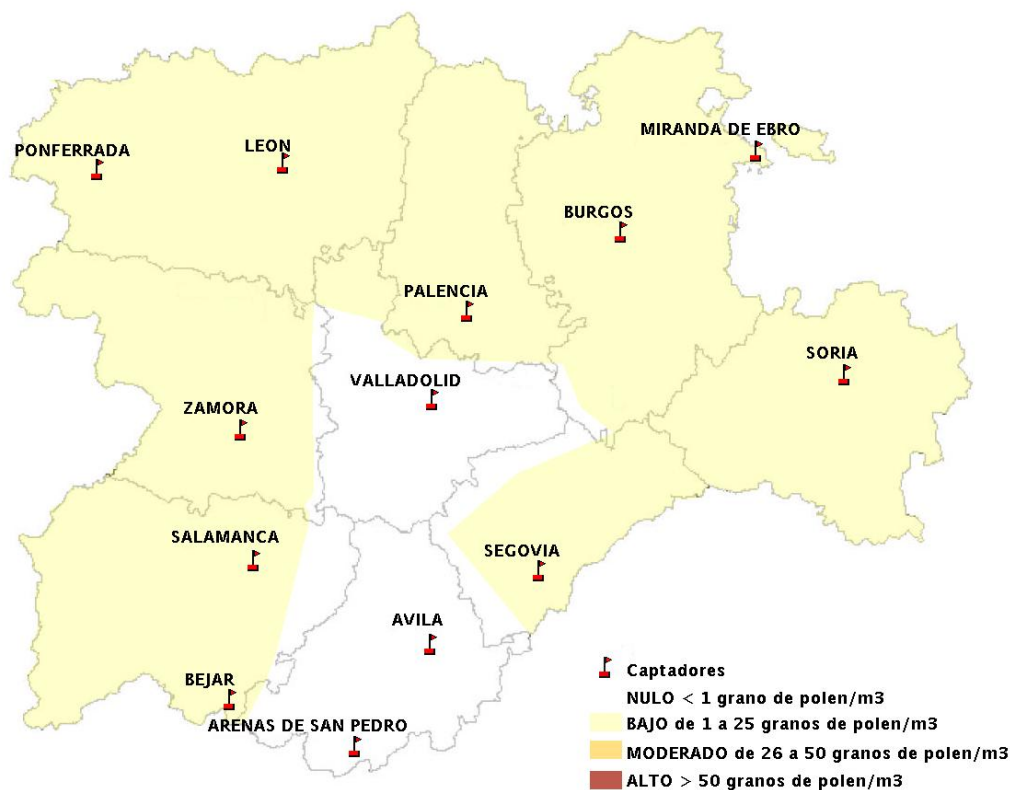 MIRANDA DE EBRO
PONFERRADA
LEON
BURGOS
PALENCIA
SORIA
VALLADOLID
ZAMORA
SALAMANCA
SEGOVIA
AVILA
BEJAR
ARENAS DE SAN PEDRO
Captadores
NULO < 1 grano de polen/m3
BAJO de 1 a 25 granos de polen/m3
MODERADO de 26 a 50 granos de polen/m3
ALTO > 50 granos de polen/m3